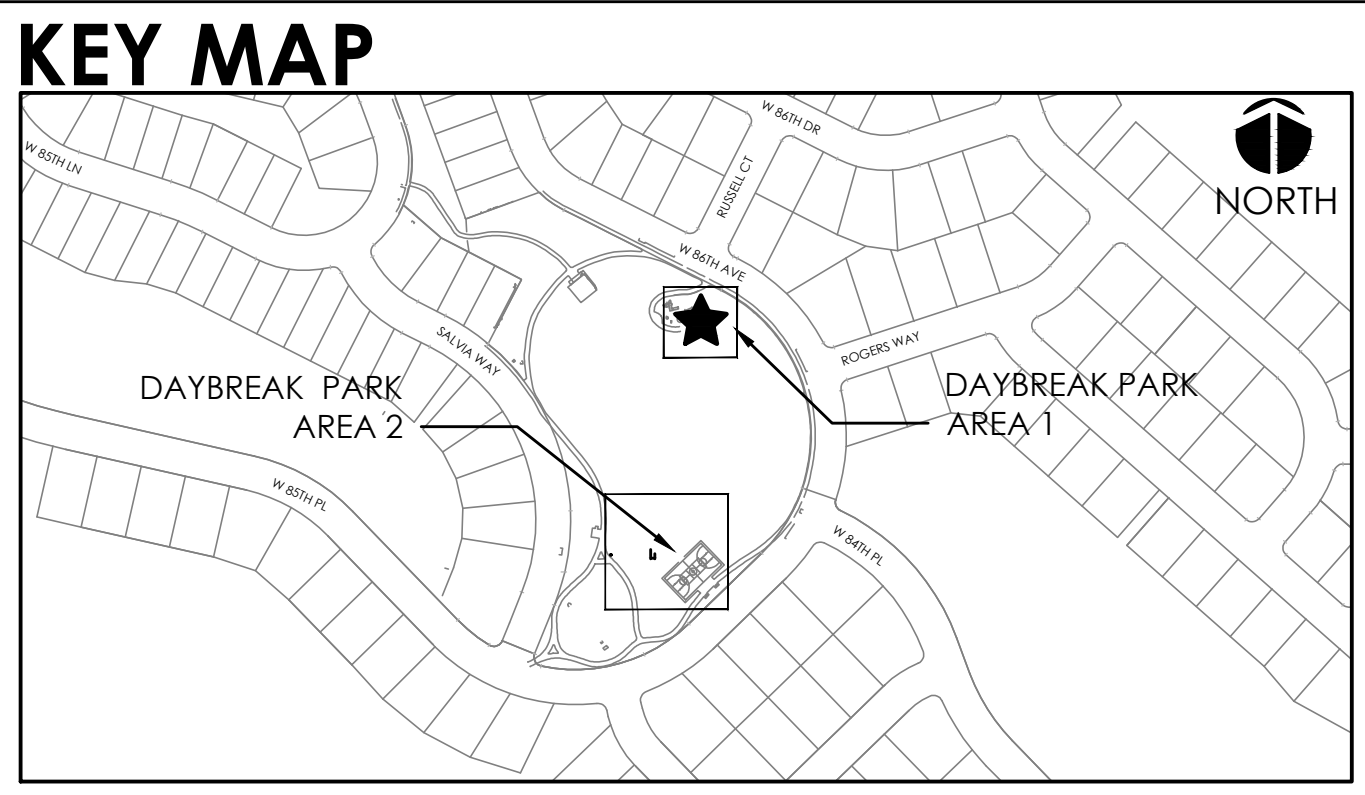 KEY MAP
W 86TH DR
W 85TH LN
RUSSELL CT
NORTH
W 86TH AVE
SALVIA WAY
ROGERS WAY
DAYBREAK PARK
AREA 2
DAYBREAK PARK
AREA 1
W 85TH PL
W 84TH PL